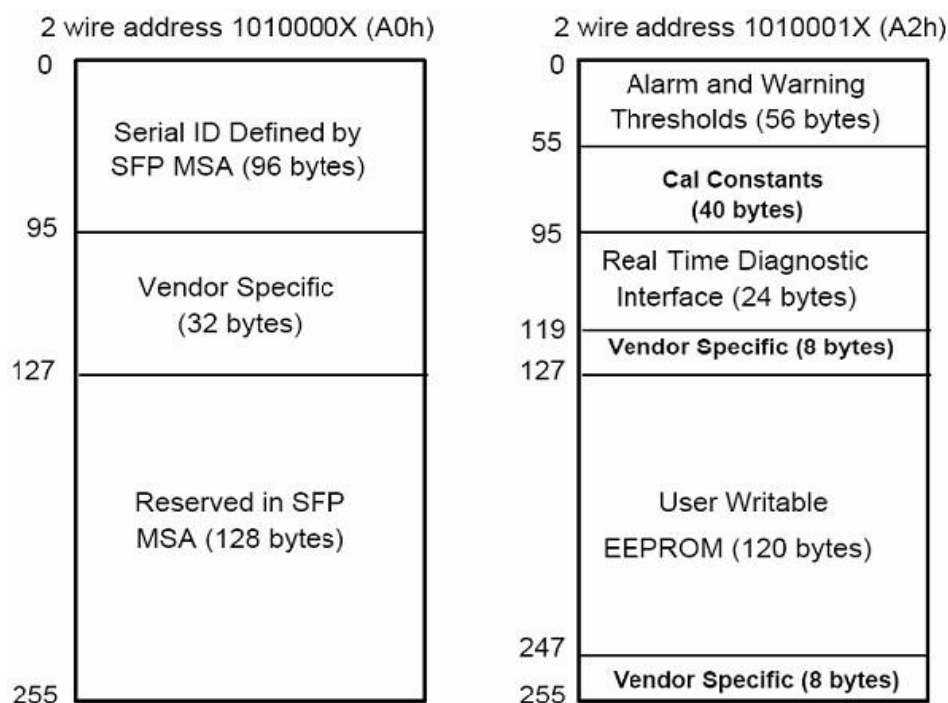 2 wire address 1010000X (A0h)
0
Serial ID Defined by
SFP MSA (96 bytes)
95
Vendor Specific
(32 bytes)
127
Reserved in SFP
MSA (128 bytes)
255
2 wire address 1010001X (A2h)
0
Alarm and Warning
Thresholds (56 bytes)
55
Cal Constants
(40 bytes)
95
Real Time Diagnostic
Interface (24 bytes)
119
Vendor Specific (8 bytes)
127
User Writable
EEPROM (120 bytes)
247
Vendor Specific (8 bytes)
255